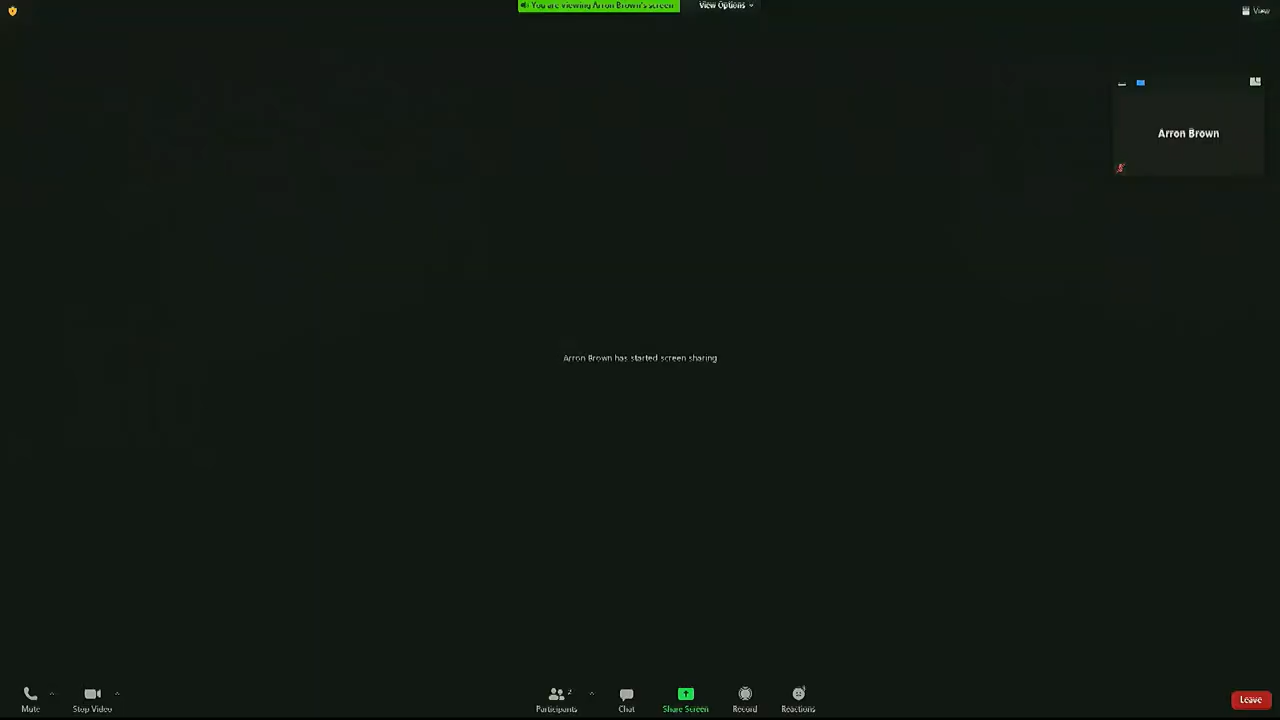 You are viewing Arron Brown's screen
View Options
View
Arron Brown
Arron Brown has started screen sharing
Mute
Stop Video
Participants
2
Chat
Share Screen
Record
Reactions
Leave